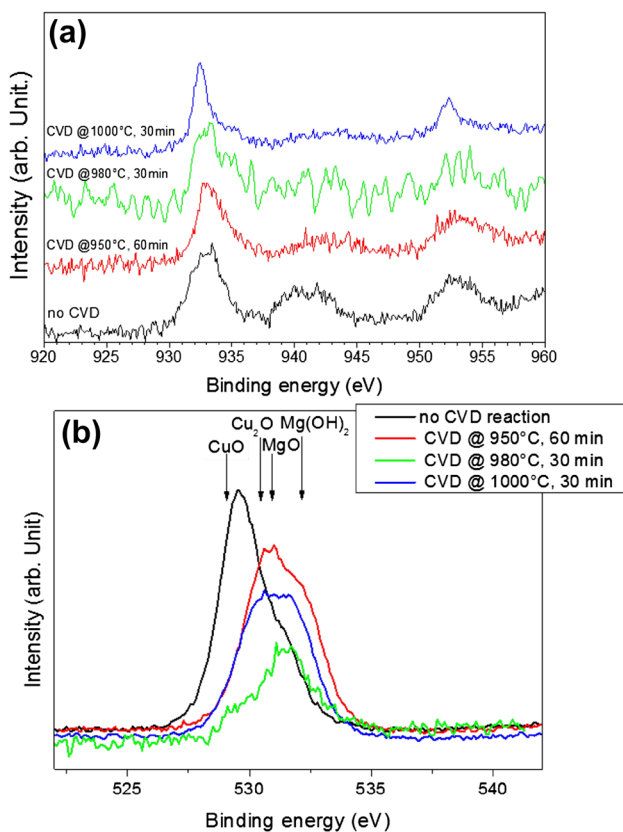 (a)
Intensity (arb. Unit.)
CVD @1000°C, 30min
CVD @980°C, 30min
CVD @950°C, 60min
no CVD
920 925 930 935 940 945 950 955 960
Binding energy (eV)
(b)
Cu2O Mg(OH)2
CuO MgO
no CVD reaction
CVD @ 950°C, 60 min
CVD @ 980°C, 30 min
CVD @ 1000°C, 30 min
Intensity (arb. Unit)
525 530 535 540
Binding energy (eV)